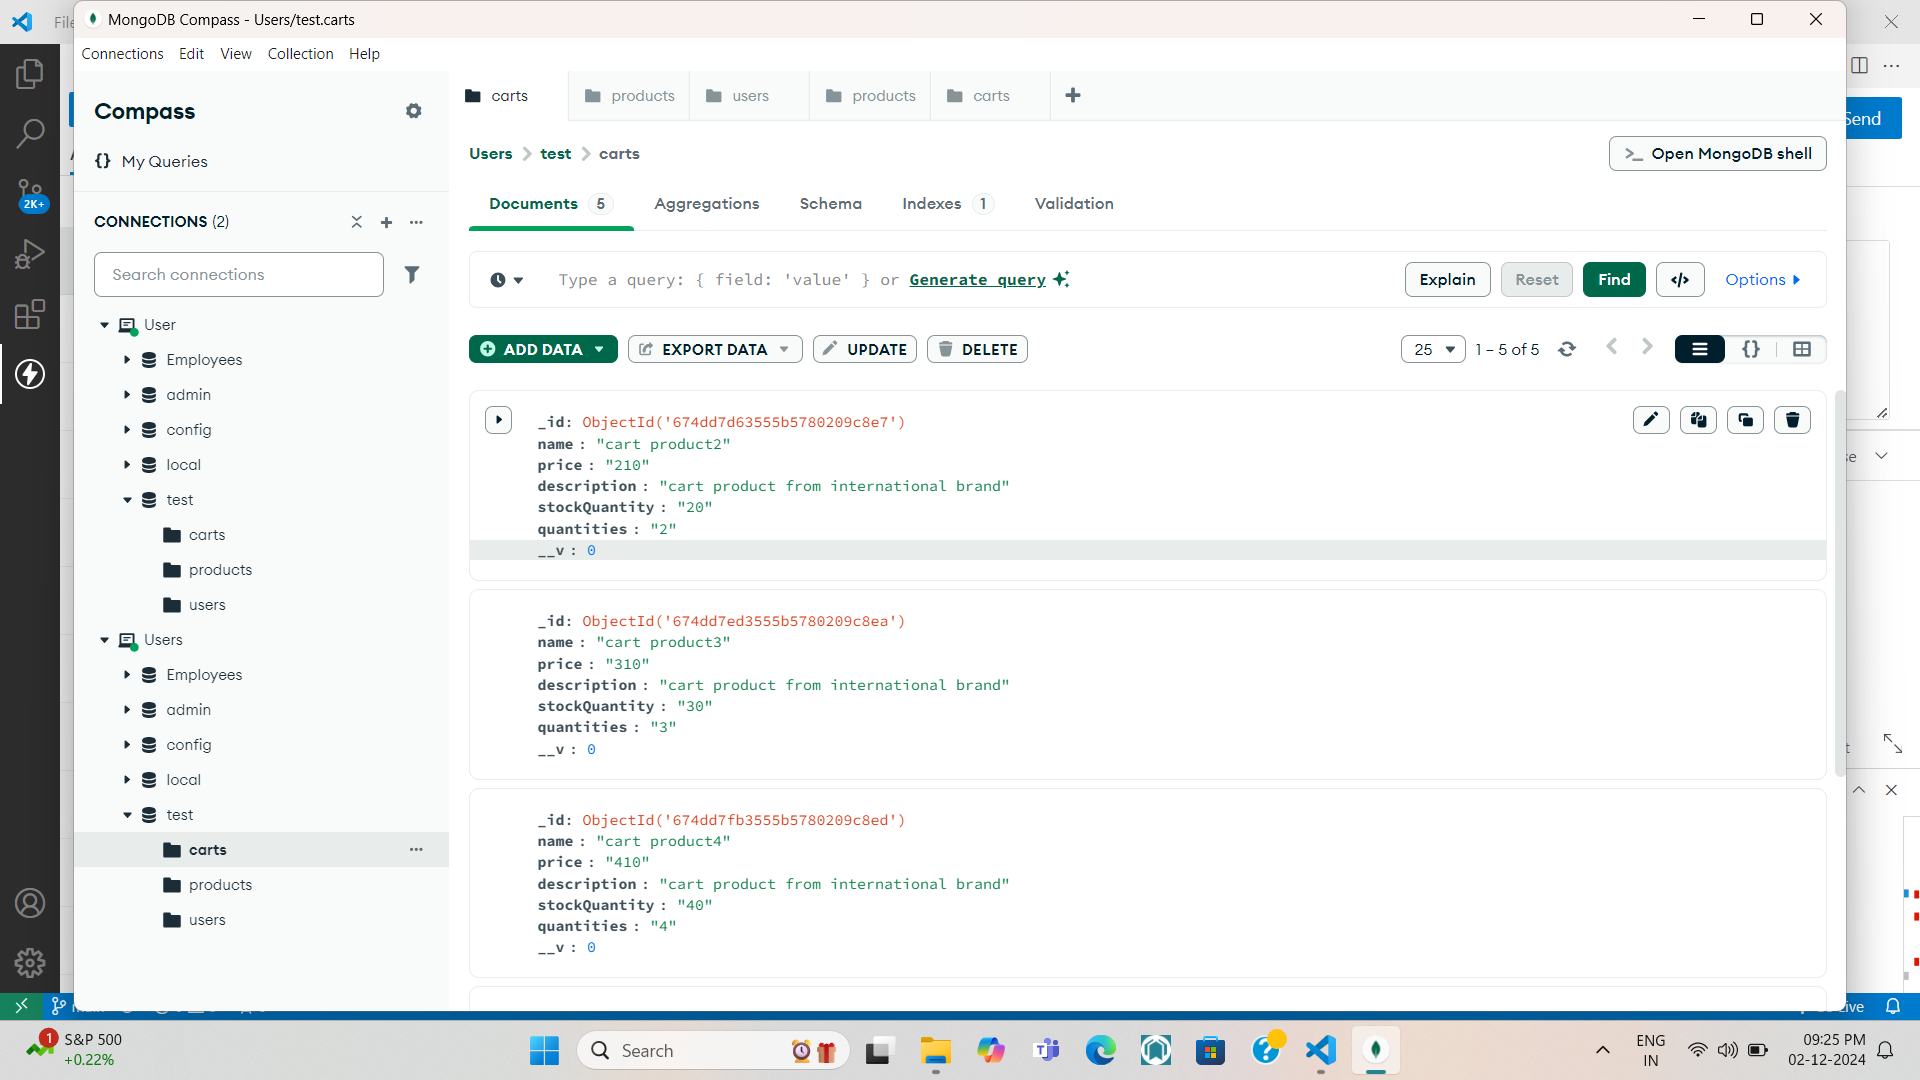 MongoDB Compass - Users/test.carts
Connections Edit View Collection Help
Compass
My Queries
CONNECTIONS (2)
Search connections
User
Employees
admin
config
local
test
carts
products
users
Users
Employees
admin
config
local
test
carts
products
users
carts products users products carts
Users test carts
Open MongoDB shell
Documents 5 Aggregations Schema Indexes 1 Validation
Type a query: { field: 'value' } or Generate query
Explain Reset Find </> Options
ADD DATA EXPORT DATA UPDATE DELETE
25 1 – 5 of 5 {}
_id: ObjectId('674dd7d63555b5780209c8e7')
name : "cart product2"
price : "210"
description : "cart product from international brand"
stockQuantity : "20"
quantities : "2"
__v : 0
_id: ObjectId('674dd7ed3555b5780209c8ea')
name : "cart product3"
price : "310"
description : "cart product from international brand"
stockQuantity : "30"
quantities : "3"
__v : 0
_id: ObjectId('674dd7fb3555b5780209c8ed')
name : "cart product4"
price : "410"
description : "cart product from international brand"
stockQuantity : "40"
quantities : "4"
__v : 0
Send
2K+
1
S&P 500
+0.22%
Search
ENG
IN
09:25 PM
02-12-2024